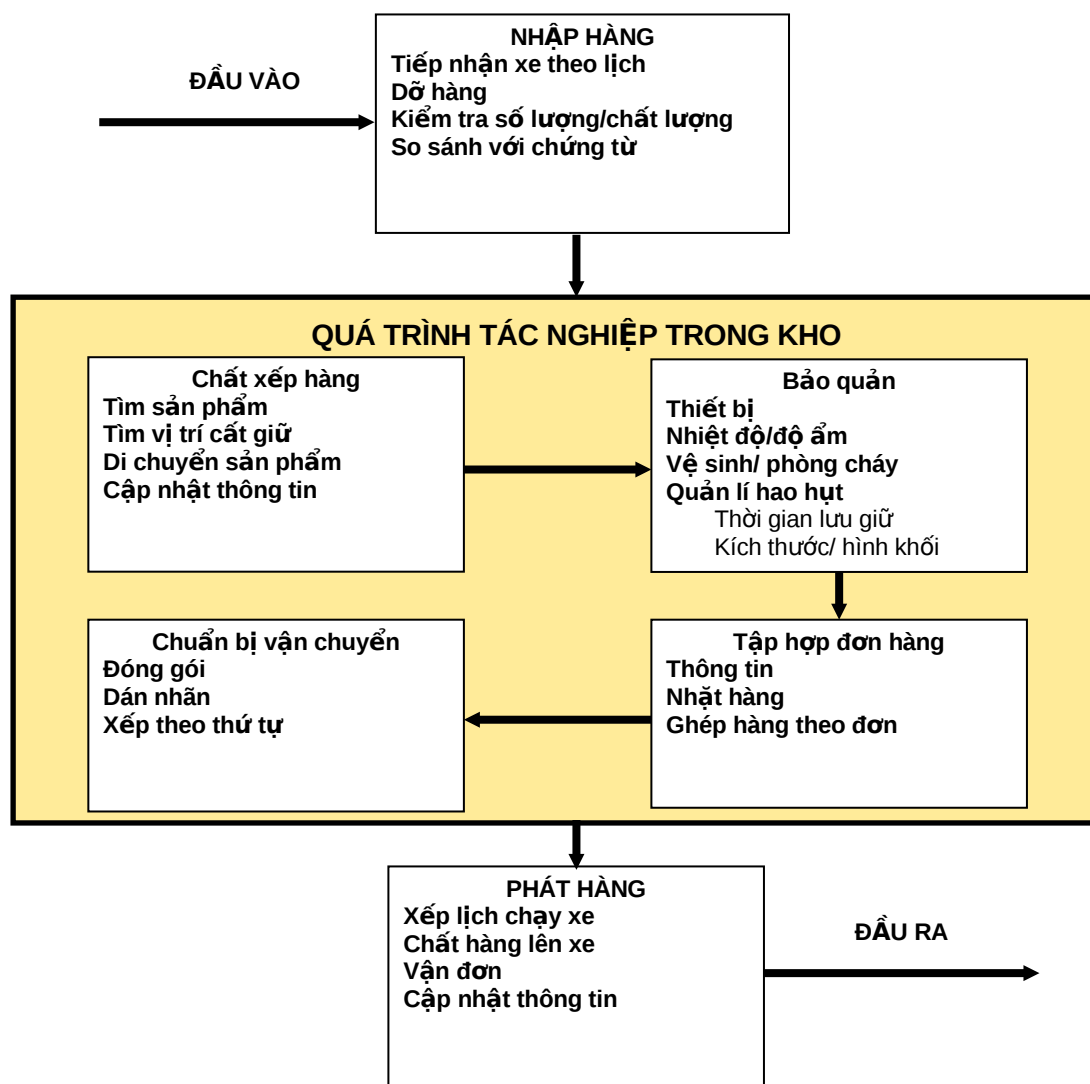 ĐẦU VÀO
NHẬP HÀNG
Tiếp nhận xe theo lịch
Dỡ hàng
Kiểm tra số lượng/chất lượng
So sánh với chứng từ
QUÁ TRÌNH TÁC NGHIỆP TRONG KHO
Chất xếp hàng
Tìm sản phẩm
Tìm vị trí cất giữ
Di chuyển sản phẩm
Cập nhật thông tin
Bảo quản
Thiết bị
Nhiệt độ/độ ẩm
Vệ sinh/ phòng cháy
Quản lí hao hụt
Thời gian lưu giữ
Kích thước/ hình khối
Tập hợp đơn hàng
Thông tin
Nhặt hàng
Ghép hàng theo đơn
Chuẩn bị vận chuyển
Đóng gói
Dán nhãn
Xếp theo thứ tự
PHÁT HÀNG
Xếp lịch chạy xe
Chất hàng lên xe
Vận đơn
Cập nhật thông tin
ĐẦU RA